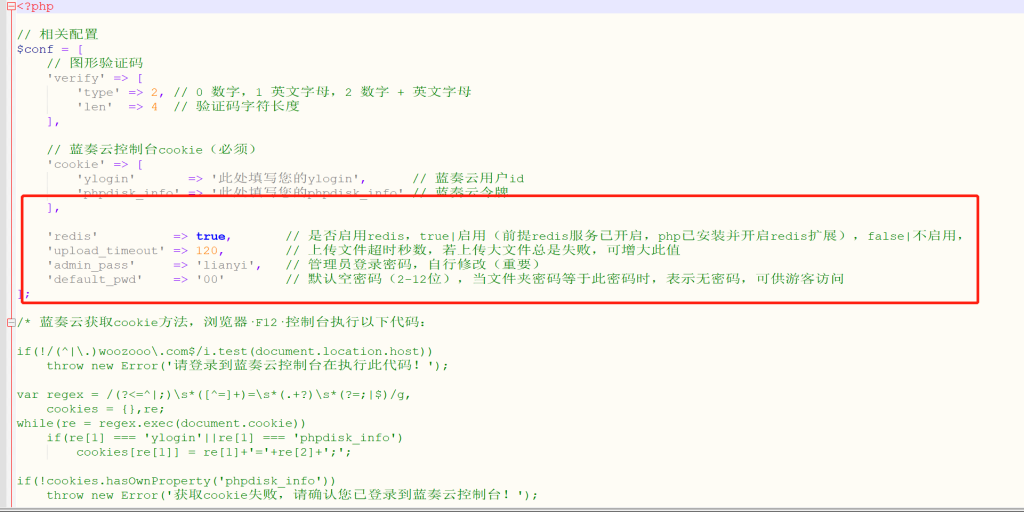 <?php
// 相关配置
$conf = [
// 图形验证码
'verify' => [
'type' => 2, // 0 数字，1 英文字母，2 数字 + 英文字母
'len' => 4 // 验证码字符长度
],
// 蓝奏云控制台cookie（必须）
'cookie' => [
'ylogin' => '此处填写您的ylogin', // 蓝奏云用户id
'phpdisk_info' => '此处填写您的phpdisk_info' // 蓝奏云令牌
],
'redis' => true, // 是否启用redis，true|启用（前提redis服务已开启，php已安装并开启redis扩展），false|不启用，
'upload_timeout' => 120, // 上传文件超时秒数，若上传大文件总是失败，可增大此值
'admin_pass' => 'lianyi', // 管理员登录密码，自行修改（重要）
'default_pwd' => '00' // 默认空密码（2-12位），当文件夹密码等于此密码时，表示无密码，可供游客访问
];
/* 蓝奏云获取cookie方法，浏览器·F12·控制台执行以下代码：
if(!/(^|\.)woozooo\.com$/i.test(document.location.host))
throw new Error('请登录到蓝奏云控制台在执行此代码！');
var regex = /(?<=^|;)\s*([^=]+)=\s*(.+?)\s*(?=;|$)/g,
cookies = {},re;
while(re = regex.exec(document.cookie))
if(re[1] === 'ylogin'||re[1] === 'phpdisk_info')
cookies[re[1]] = re[1]+'='+re[2]+';';
if(!cookies.hasOwnProperty('phpdisk_info'))
throw new Error('获取cookie失败，请确认您已登录到蓝奏云控制台！');